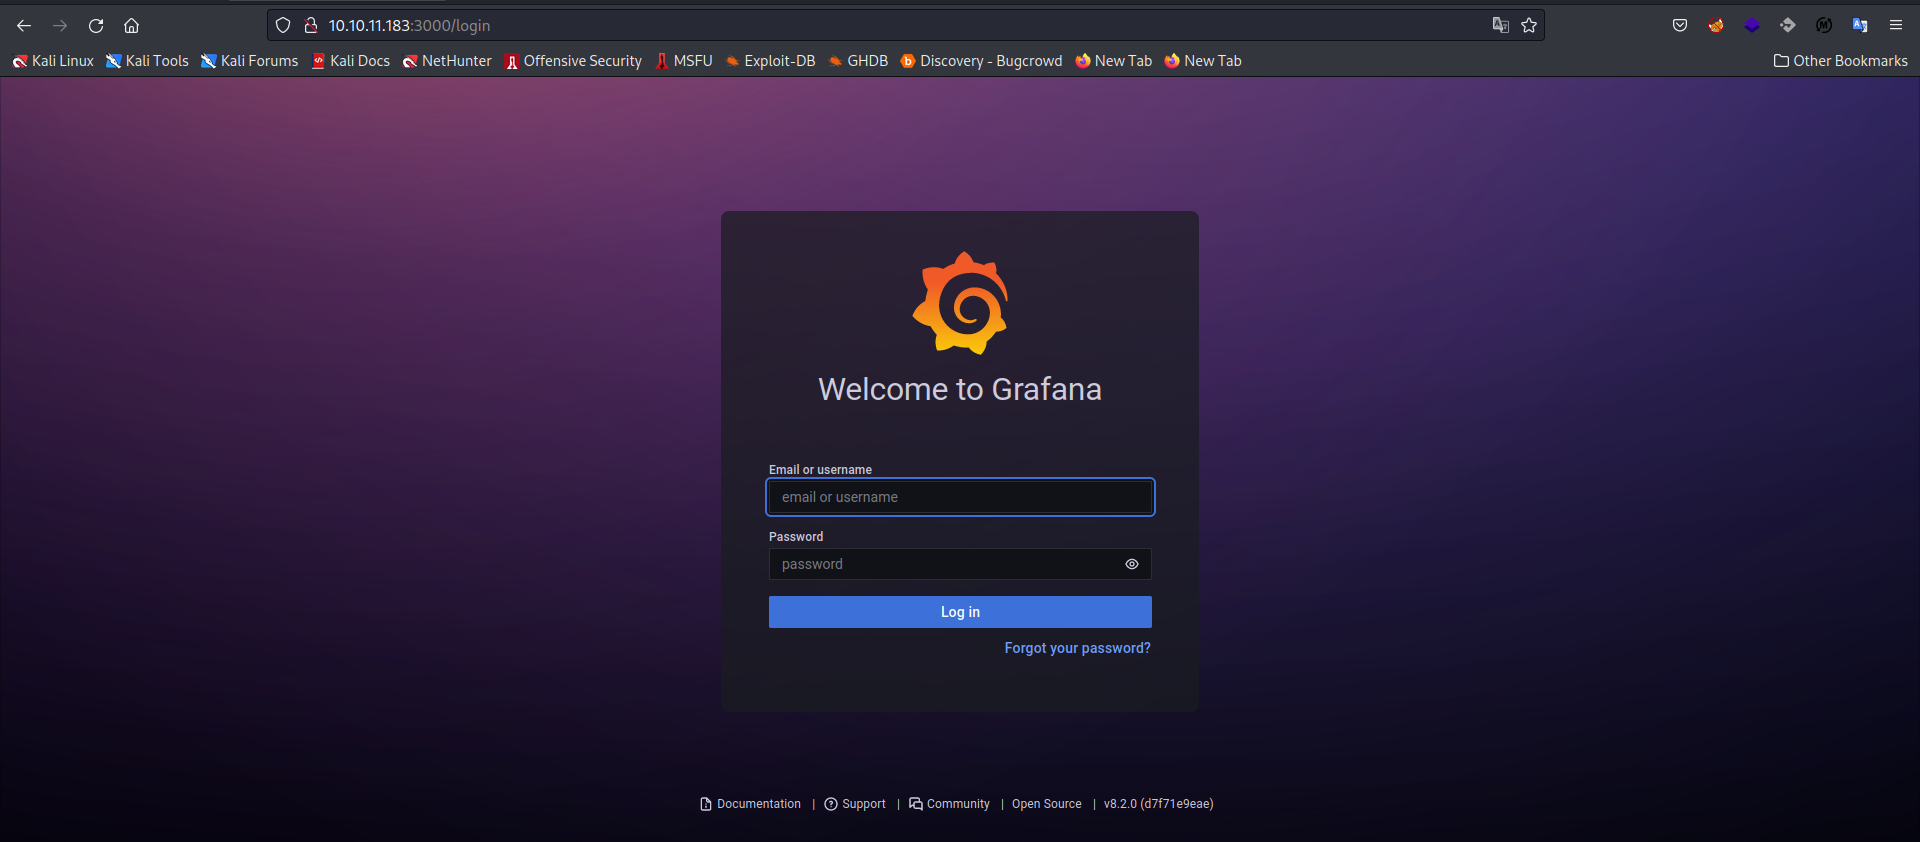 10.10.11.183:3000/login
Kali Linux Kali Tools Kali Forums Kali Docs NetHunter Offensive Security MSFU Exploit-DB GHDB Discovery - Bugcrowd New Tab New Tab Other Bookmarks
Welcome to Grafana
Email or username
email or username
Password
password
Log in
Forgot your password?
Documentation | Support | Community | Open Source | v8.2.0 (d7f71e9eae)